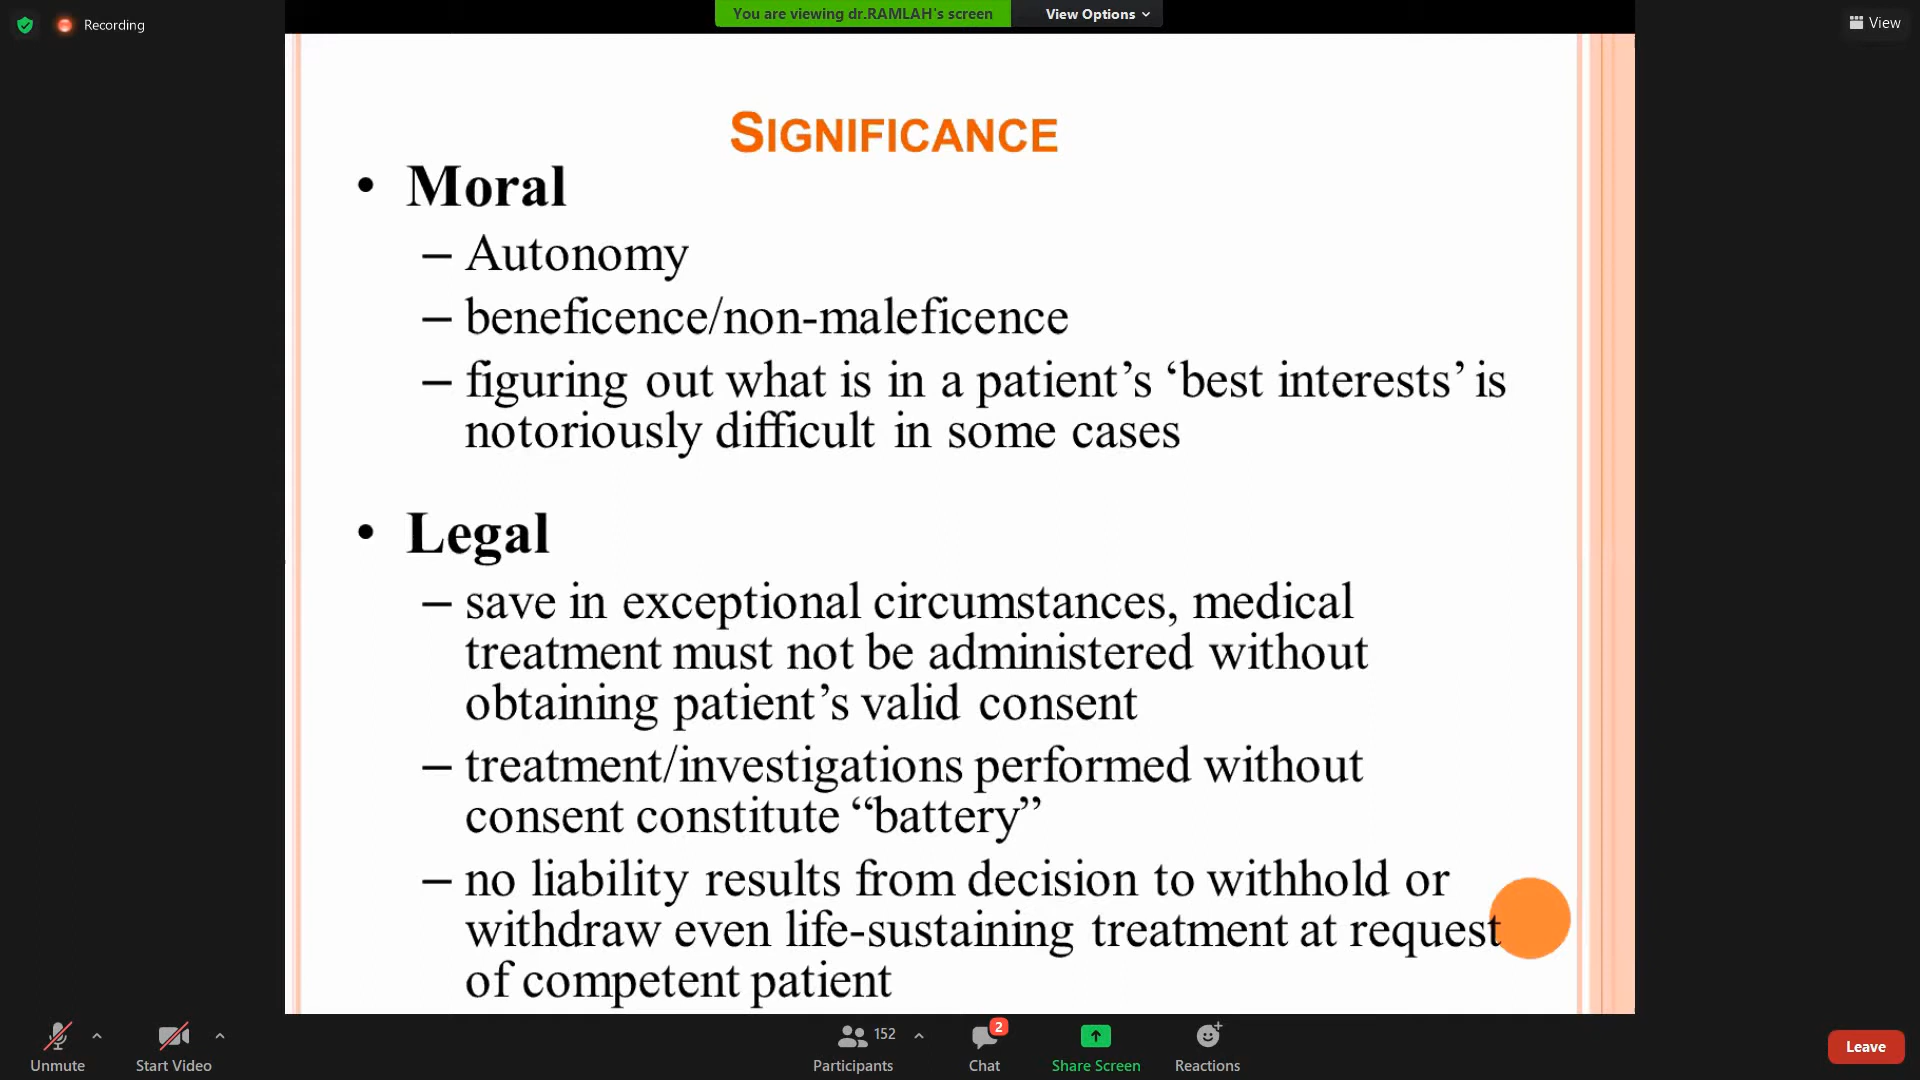 Recording
You are viewing dr.RAMLAH's screen
View Options
View
SIGNIFICANCE
• Moral
– Autonomy
– beneficence/non-maleficence
– figuring out what is in a patient’s ‘best interests’ is
notoriously difficult in some cases
• Legal
– save in exceptional circumstances, medical
treatment must not be administered without
obtaining patient’s valid consent
– treatment/investigations performed without
consent constitute “battery”
– no liability results from decision to withhold or
withdraw even life-sustaining treatment at request
of competent patient
Unmute
Start Video
152
Participants
2
Chat
Share Screen
Reactions
Leave